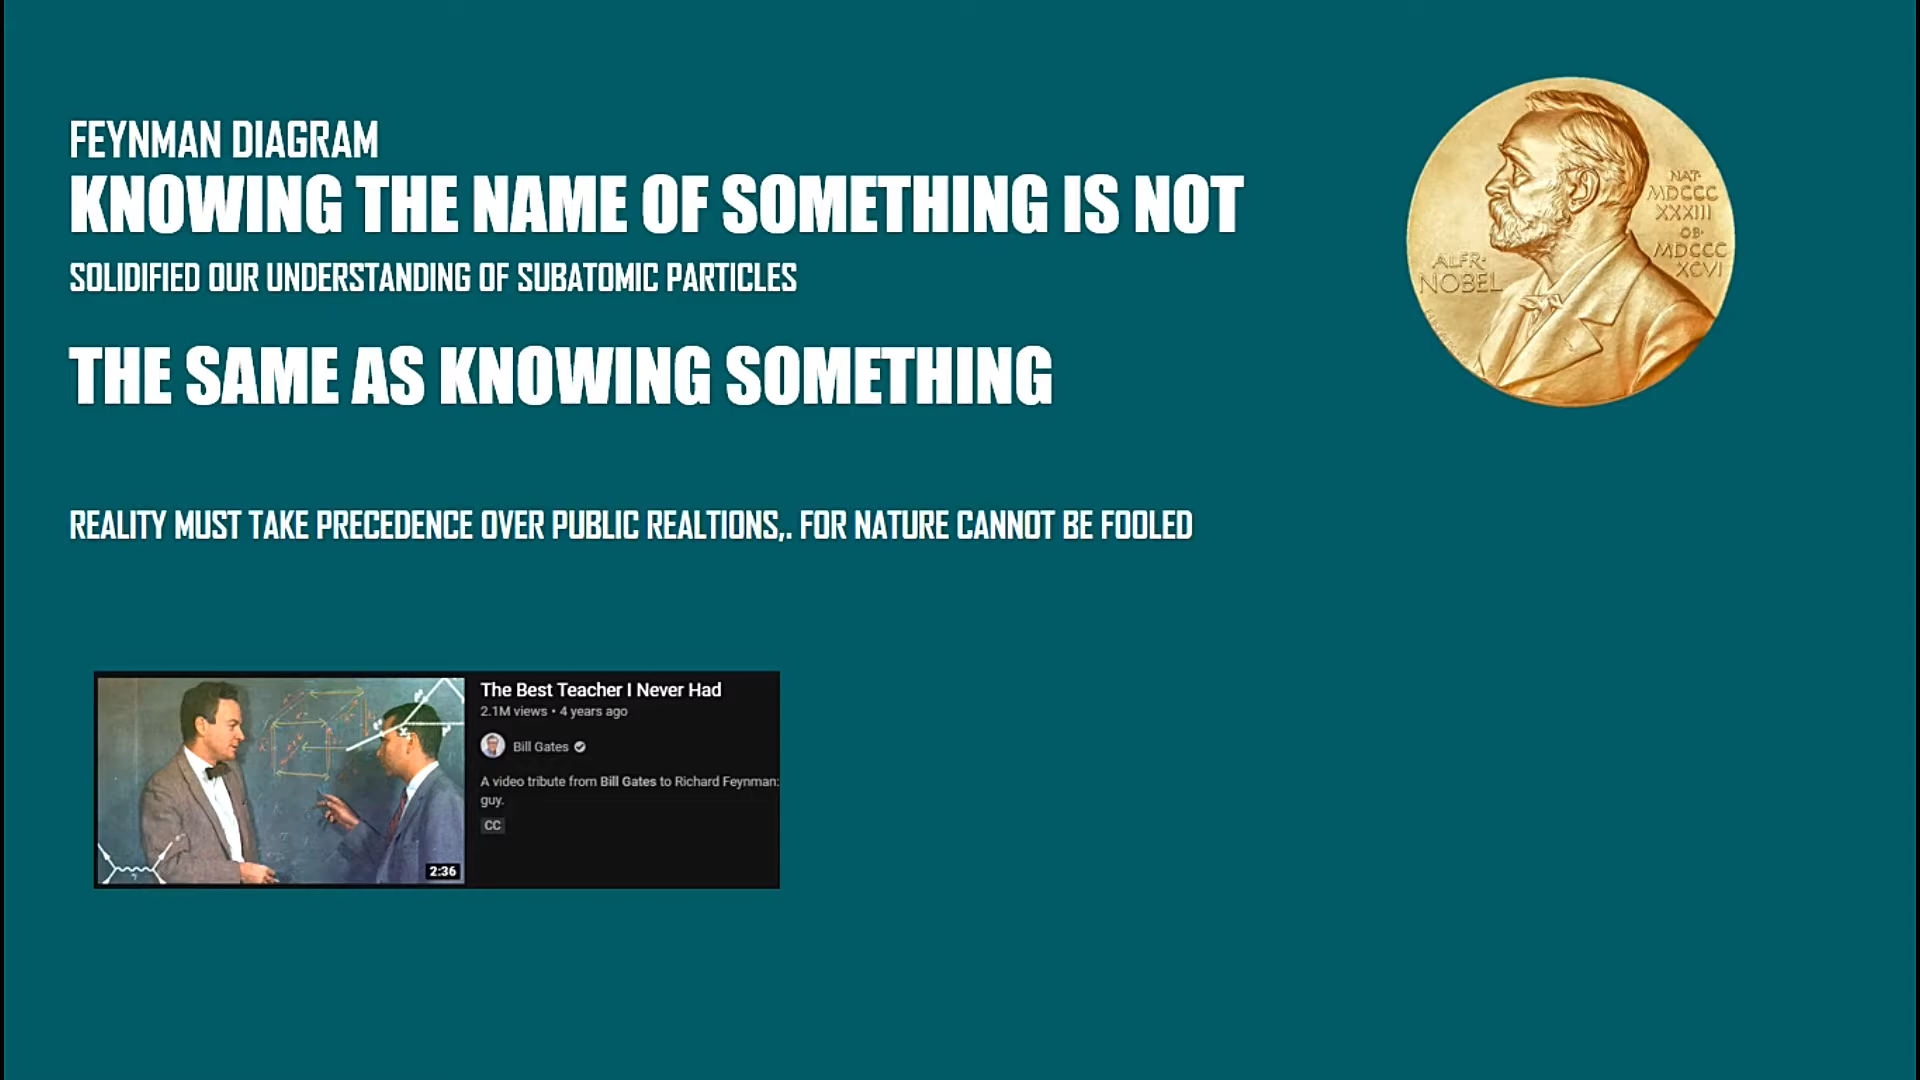 FEYNMAN DIAGRAM
KNOWING THE NAME OF SOMETHING IS NOT
SOLIDIFIED OUR UNDERSTANDING OF SUBATOMIC PARTICLES
THE SAME AS KNOWING SOMETHING
REALITY MUST TAKE PRECEDENCE OVER PUBLIC REALTIONS,. FOR NATURE CANNOT BE FOOLED
NAT·
MDCCC
XXXIII
OB·
MDCCC
XCVI
ALFR·
NOBEL
The Best Teacher I Never Had
2.1M views • 4 years ago
Bill Gates
A video tribute from Bill Gates to Richard Feynman:
guy.
CC
2:36